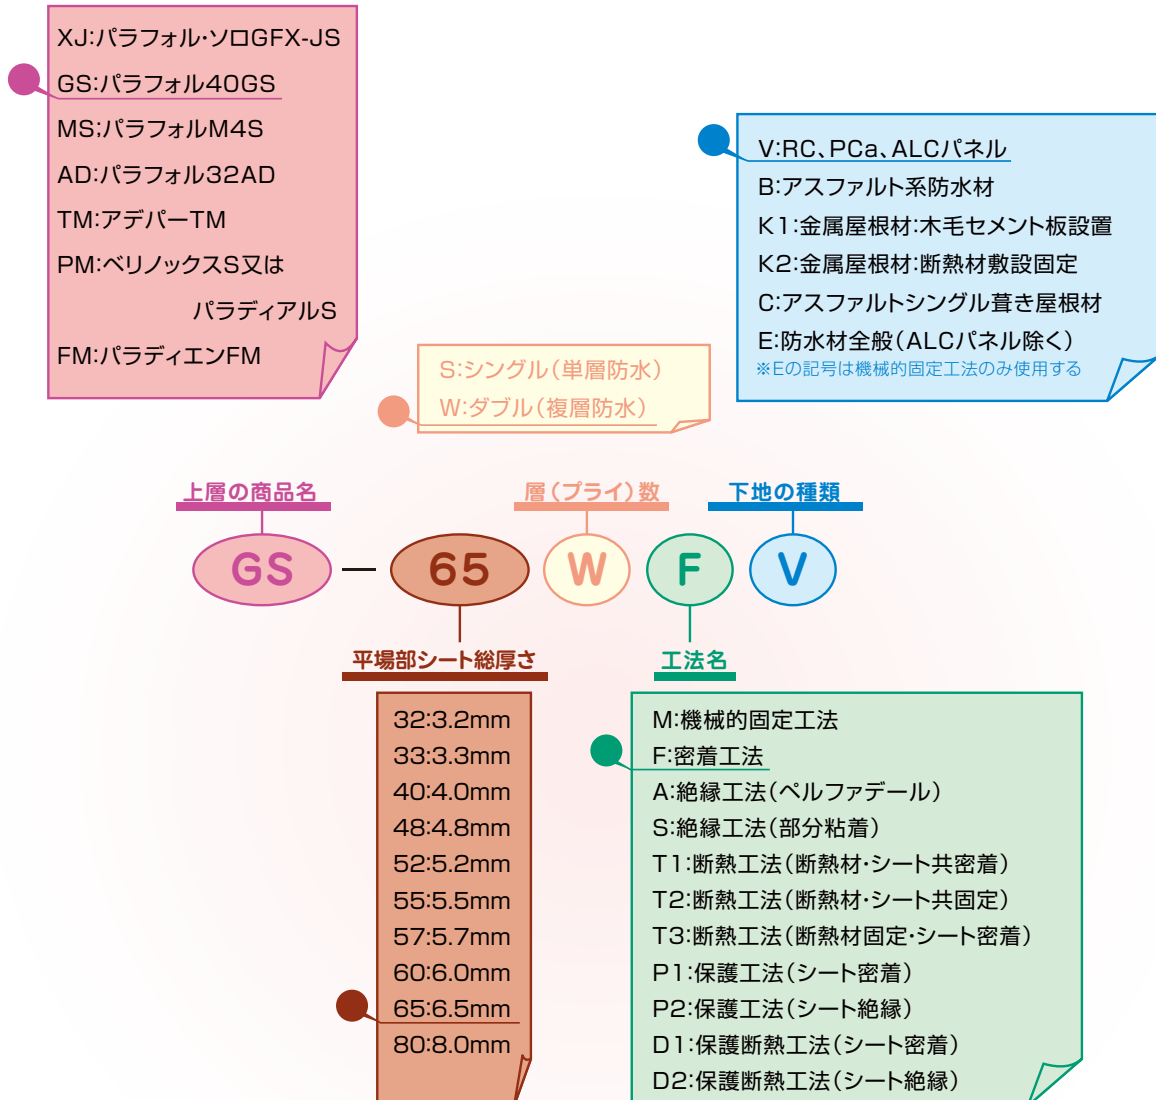 XJ:パラフォル・ソロGFX-JS
GS:パラフォル40GS
MS;パラフォルM4S
AD:パラフォル32AD
TM:アデパーTM
PM:ベリノックスS又は
パラディアルS
FM:パラディエンFM
V:RC、PCa、ALCパネル
B:アスファルト系防水材
K1:金属屋根材:木毛セメント板設置
K2:金属屋根材:断熱材敷設固定
C:アスファルトシングル葺き屋根材
E:防水材全般(ALCパネル除く)
※Eの記号は機械的固定工法のみ使用する
S:シングル(単層防水)
W:ダブル(複層防水)
上層の商品名
層(プライ)数
下地の種類
GS — 65 W F V
平場部シート総厚さ
工法名
32:3.2mm
33:3.3mm
40:4.0mm
48:4.8mm
52:5.2mm
55:5.5mm
57:5.7mm
60:6.0mm
65:6.5mm
80:8.0mm
M:機械的固定工法
F:密着工法
A:絶縁工法(ペルファデール)
S:絶縁工法(部分粘着)
T1:断熱工法(断熱材・シート共密着)
T2:断熱工法(断熱材・シート共固定)
T3:断熱工法(断熱材固定・シート密着)
P1:保護工法(シート密着)
P2:保護工法(シート絶縁)
D1:保護断熱工法(シート密着)
D2:保護断熱工法(シート絶縁)